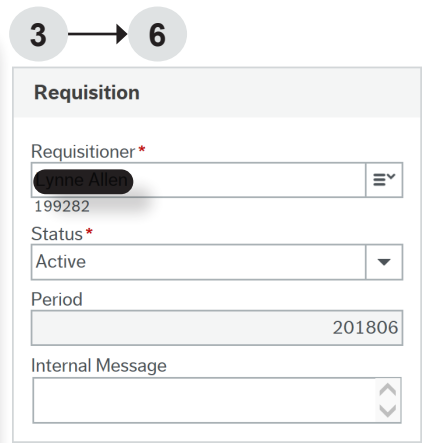 3 6
Requisition
Requisitioner *
199282
Status *
Active
Period
201806
Internal Message